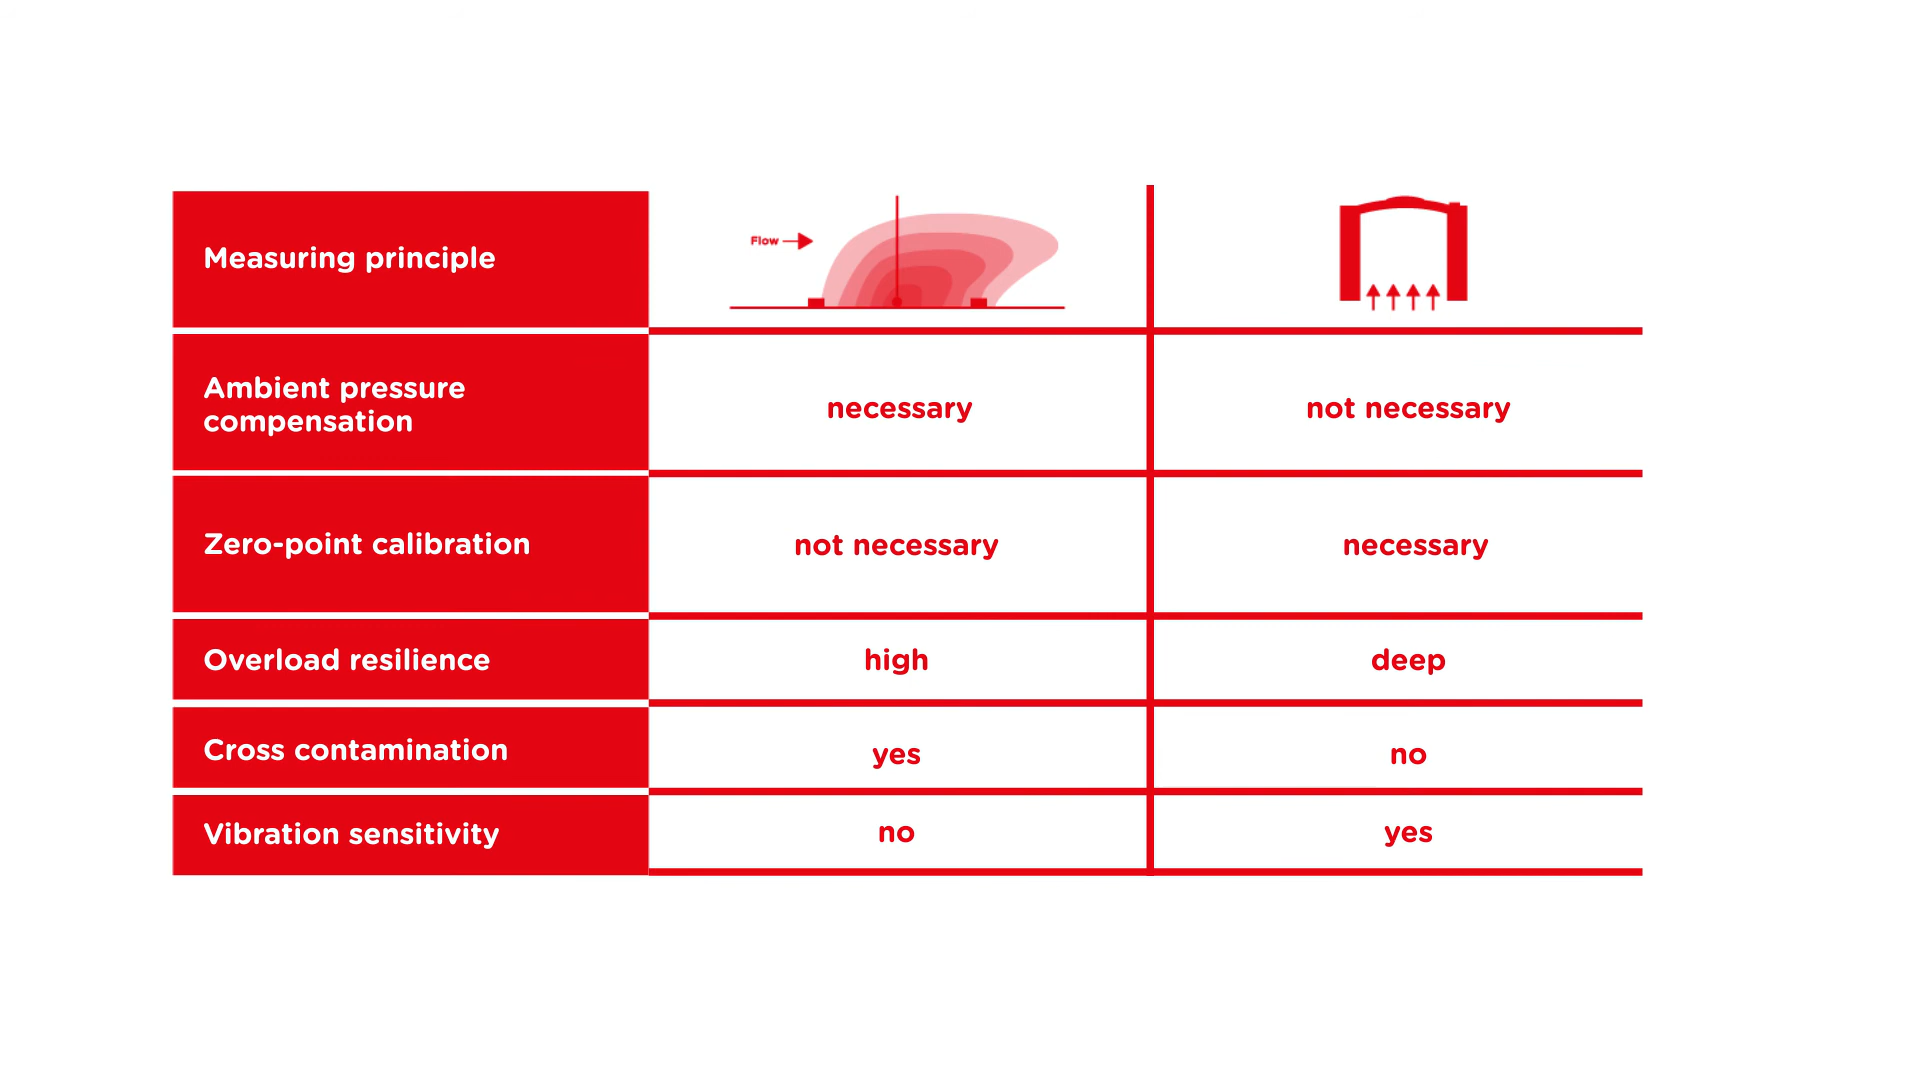 Measuring principle
Flow
Ambient pressure
compensation
necessary
not necessary
Zero-point calibration
not necessary
necessary
Overload resilience
high
deep
Cross contamination
yes
no
Vibration sensitivity
no
yes